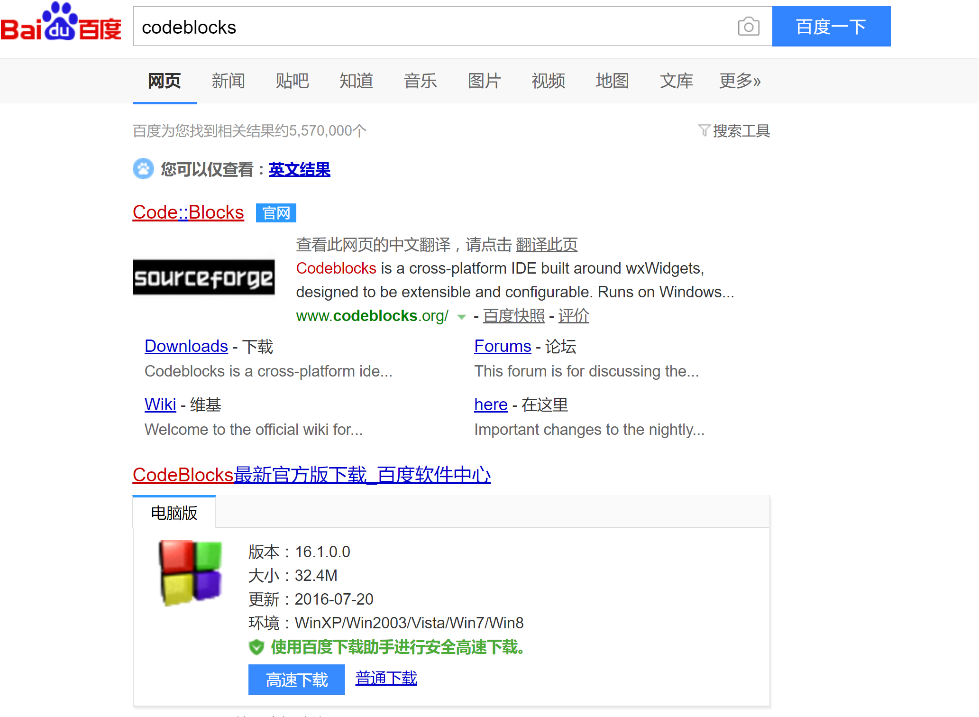 Bai du 百度
codeblocks
百度一下
网页 新闻 贴吧 知道 音乐 图片 视频 地图 文库 更多»
百度为您找到相关结果约5,570,000个
搜索工具
您可以仅查看：英文结果
Code::Blocks 官网
查看此网页的中文翻译，请点击 翻译此页
sourceforge
Codeblocks is a cross-platform IDE built around wxWidgets,
designed to be extensible and configurable. Runs on Windows...
www.codeblocks.org/ - 百度快照 - 评价
Downloads - 下载
Codeblocks is a cross-platform ide...
Forums - 论坛
This forum is for discussing the...
Wiki - 维基
Welcome to the official wiki for...
here - 在这里
Important changes to the nightly...
CodeBlocks最新官方版下载_百度软件中心
电脑版
版本：16.1.0.0
大小：32.4M
更新：2016-07-20
环境：WinXP/Win2003/Vista/Win7/Win8
使用百度下载助手进行安全高速下载。
高速下载 普通下载